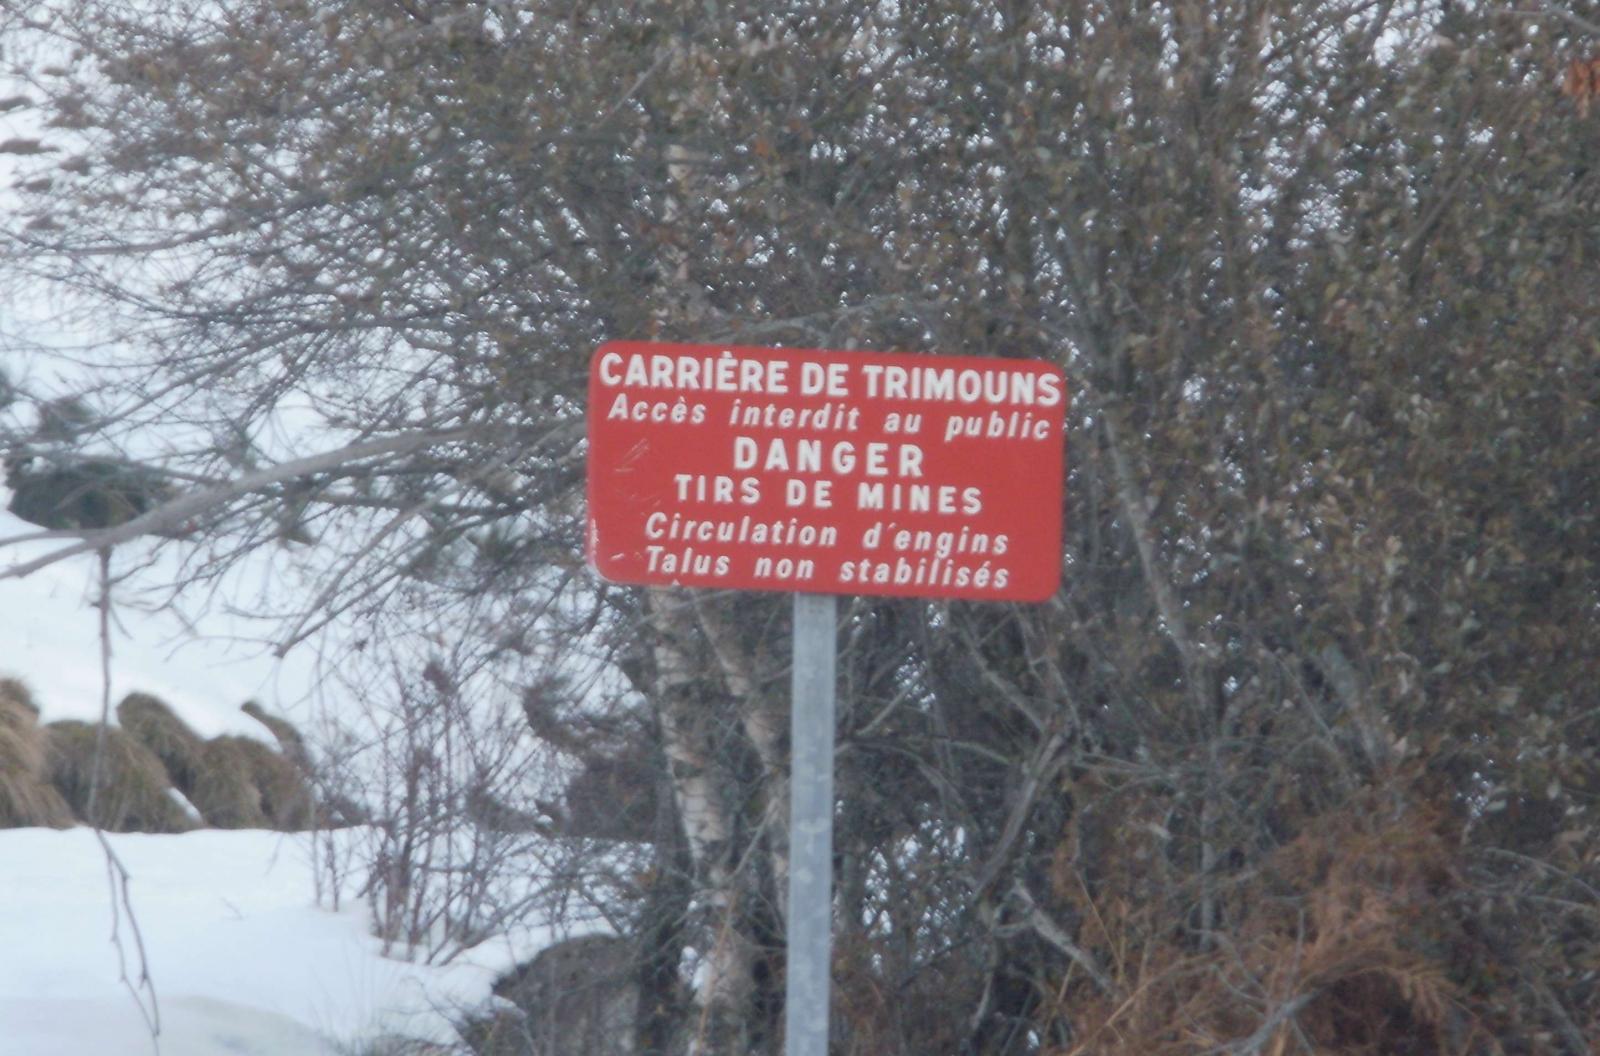 CARRIÈRE DE TRIMOUNS
Accès interdit au public
DANGER
TIRS DE MINES
Circulation d'engins
Talus non stabilisés